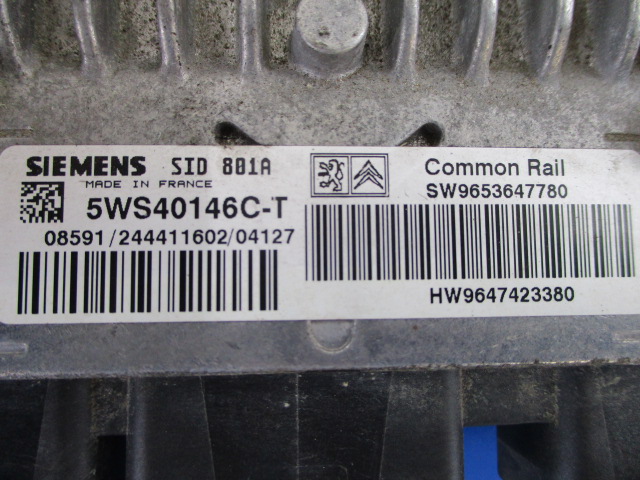 SIEMENS SID 801A
MADE IN FRANCE
5WS40146C-T
08591/244411602/04127
Common Rail
SW9653647780
HW9647423380